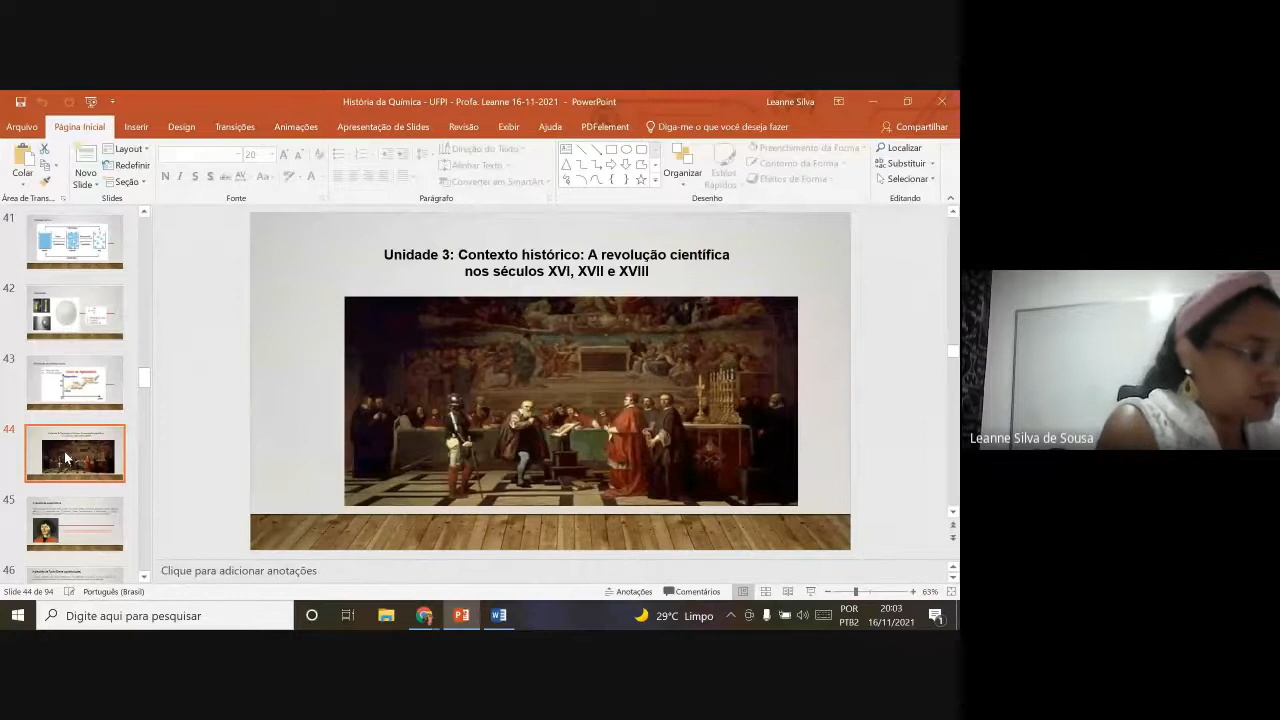 História da Química - UFPI - Profa. Leanne 16-11-2021 - PowerPoint
Leanne Silva
Arquivo
Página Inicial
Inserir
Design
Transições
Animações
Apresentação de Slides
Revisão
Exibir
Ajuda
PDFelement
Diga-me o que você deseja fazer
Compartilhar
Colar
Novo
Slide
Layout
Redefinir
Seção
20
N I S S abc AV Aa A
Direção do Texto
Alinhar Texto
Converter em SmartArt
Organizar
Estilos
Rápidos
Preenchimento da Forma
Contorno da Forma
Efeitos de Forma
Localizar
Substituir
Selecionar
Área de Trans...
Slides
Fonte
Parágrafo
Desenho
Editando
41
42
43
44
45
46
Unidade 3: Contexto histórico: A revolução científica
nos séculos XVI, XVII e XVIII
Leanne Silva de Sousa
Clique para adicionar anotações
Slide 44 de 94
Português (Brasil)
Anotações
Comentários
63%
Digite aqui para pesquisar
29°C Limpo
POR
PTB2
20:03
16/11/2021
1